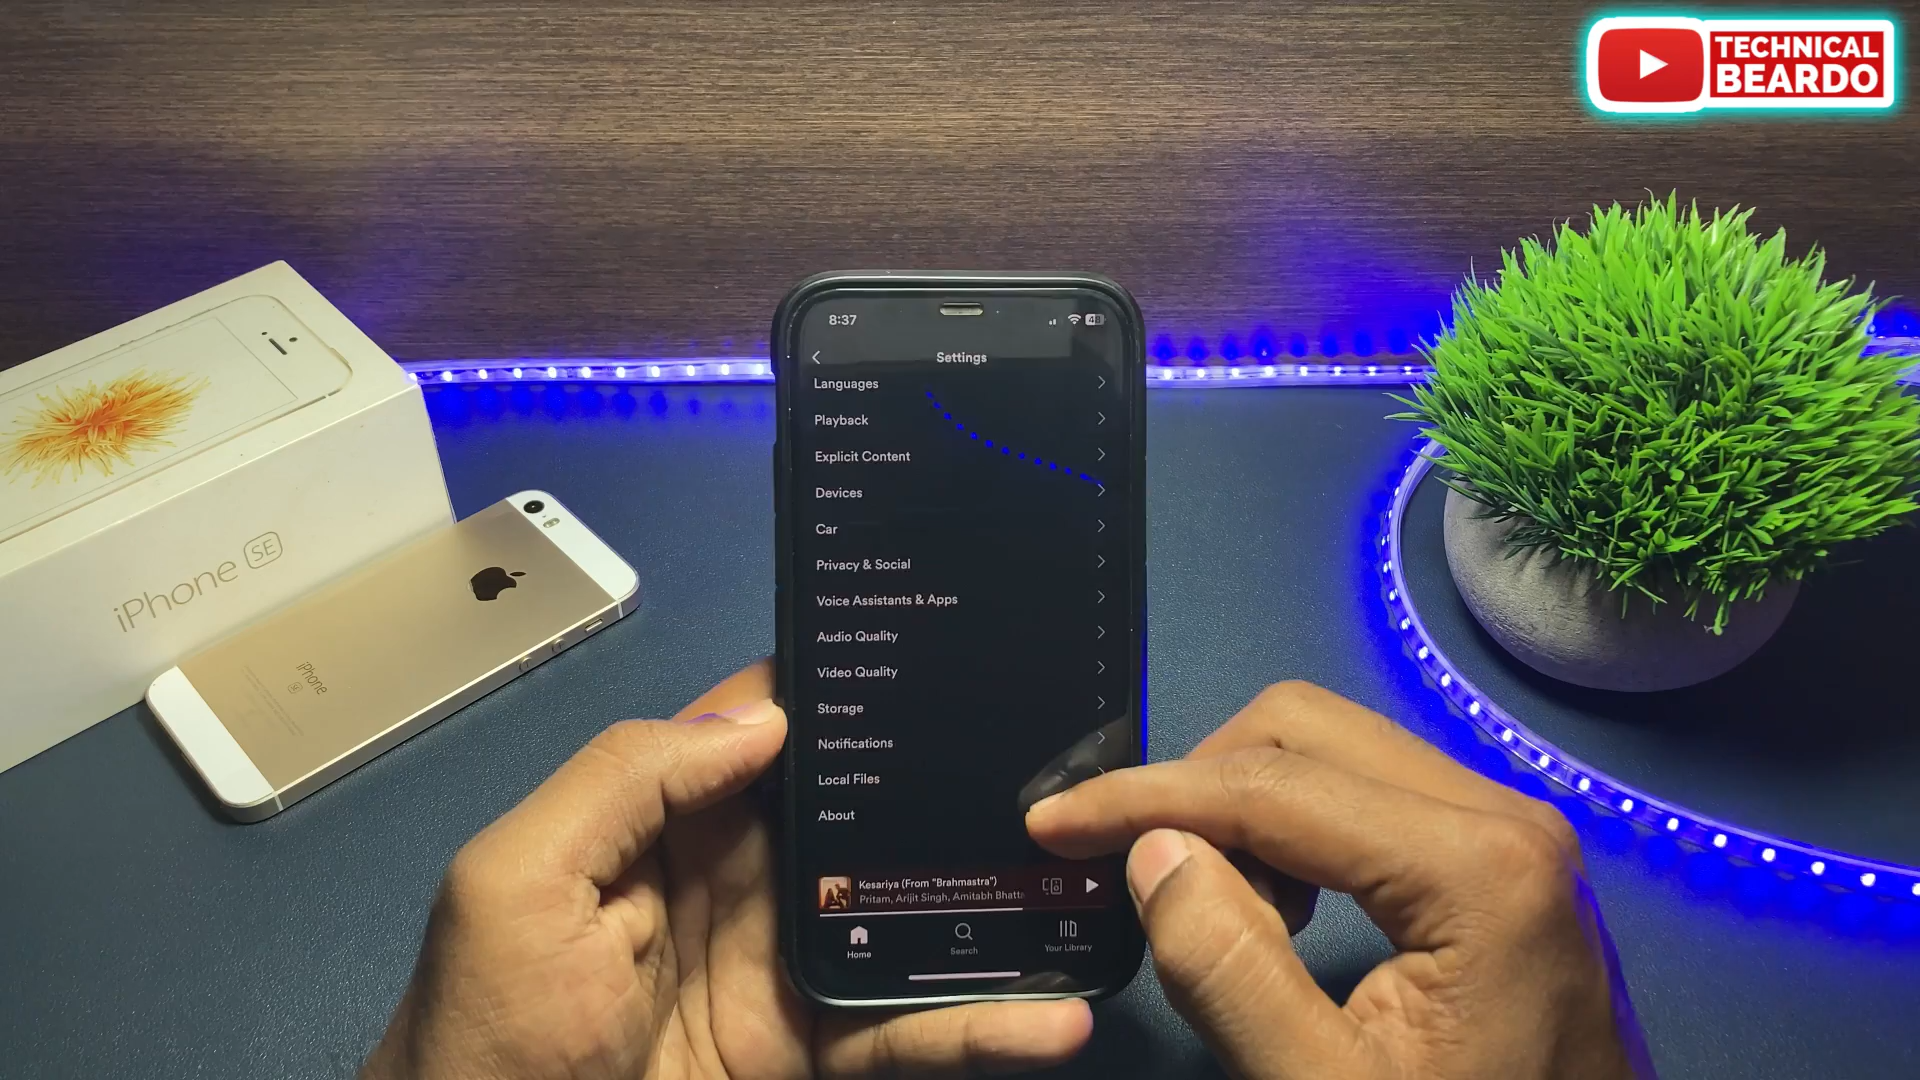 TECHNICAL
BEARDO
8:37
48
Settings
Languages
Playback
Explicit Content
Devices
Car
Privacy & Social
Voice Assistants & Apps
Audio Quality
Video Quality
Storage
Notifications
Local Files
About
Kesariya (From "Brahmastra")
Pritam, Arijit Singh, Amitabh Bhatt
Home
Search
Your Library
iPhone SE
iPhone
SE